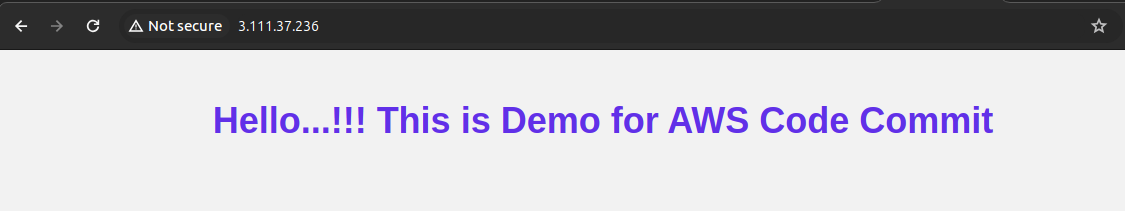 Not secure 3.111.37.236
Hello...!!! This is Demo for AWS Code Commit